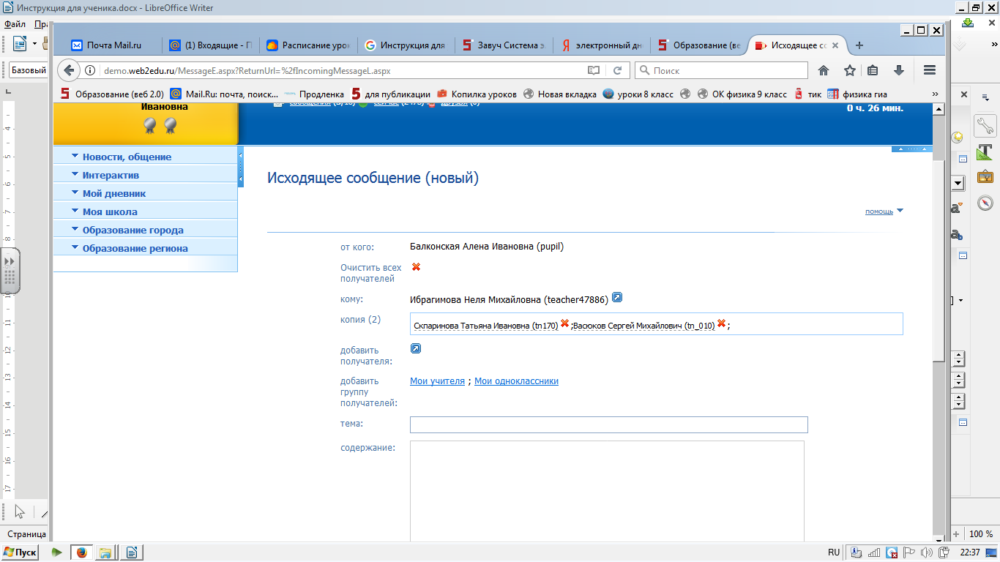 Инструкция для ученика.docx - LibreOffice Writer
Файл
Почта Mail.ru
(1) Входящие - П
Расписание урок
Инструкция для
Завуч Система э
электронный дн
Образование (ве
Исходящее со
Базовый
demo.web2edu.ru/MessageE.aspx?ReturnUrl=%2fIncomingMessageL.aspx
Поиск
Образование (веб 2.0)
Mail.Ru: почта, поиск...
Продленка
для публикации
Копилка уроков
Новая вкладка
уроки 8 класс
ОК физика 9 класс
тик
физика гиа
Ивановна
0 ч. 26 мин.
Новости, общение
Интерактив
Мой дневник
Моя школа
Образование города
Образование региона
Исходящее сообщение (новый)
помощь
от кого:
Балконская Алена Ивановна (pupil)
Очистить всех
получателей
кому:
Ибрагимова Неля Михайловна (teacher47886)
копия (2)
Скпаринова Татьяна Ивановна (tn170) ;Васюков Сергей Михайлович (tn_010) ;
добавить
получателя:
добавить
группу
получателей:
Мои учителя ; Мои одноклассники
тема:
содержание:
Страница
100 %
Пуск
RU
22:37